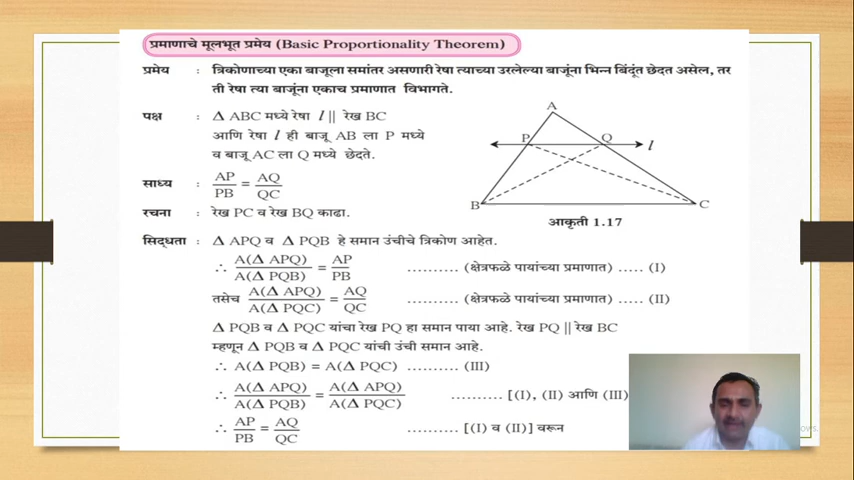 प्रमाणाचे मूलभूत प्रमेय (Basic Proportionality Theorem)
प्रमेय : त्रिकोणाच्या एका बाजूला समांतर असणारी रेषा त्याच्या उरलेल्या बाजूंना भिन्न बिंदूंत छेदत असेल, तर
ती रेषा त्या बाजूंना एकाच प्रमाणात विभागते.
पक्ष : Δ ABC मध्ये रेषा l || रेख BC
आणि रेषा l ही बाजू AB ला P मध्ये
व बाजू AC ला Q मध्ये छेदते.
साध्य : AP/PB = AQ/QC
रचना : रेख PC व रेख BQ काढा.
A
P
Q
l
B
C
आकृती 1.17
सिद्धता : Δ APQ व Δ PQB हे समान उंचीचे त्रिकोण आहेत.
∴ A(Δ APQ)/A(Δ PQB) = AP/PB .......... (क्षेत्रफळे पायांच्या प्रमाणात) ..... (I)
तसेच A(Δ APQ)/A(Δ PQC) = AQ/QC .......... (क्षेत्रफळे पायांच्या प्रमाणात) ..... (II)
Δ PQB व Δ PQC यांचा रेख PQ हा समान पाया आहे. रेख PQ || रेख BC
म्हणून Δ PQB व Δ PQC यांची उंची समान आहे.
∴ A(Δ PQB) = A(Δ PQC) .......... (III)
∴ A(Δ APQ)/A(Δ PQB) = A(Δ APQ)/A(Δ PQC) .......... [(I), (II) आणि (III)
∴ AP/PB = AQ/QC .......... [(I) व (II)] वरून